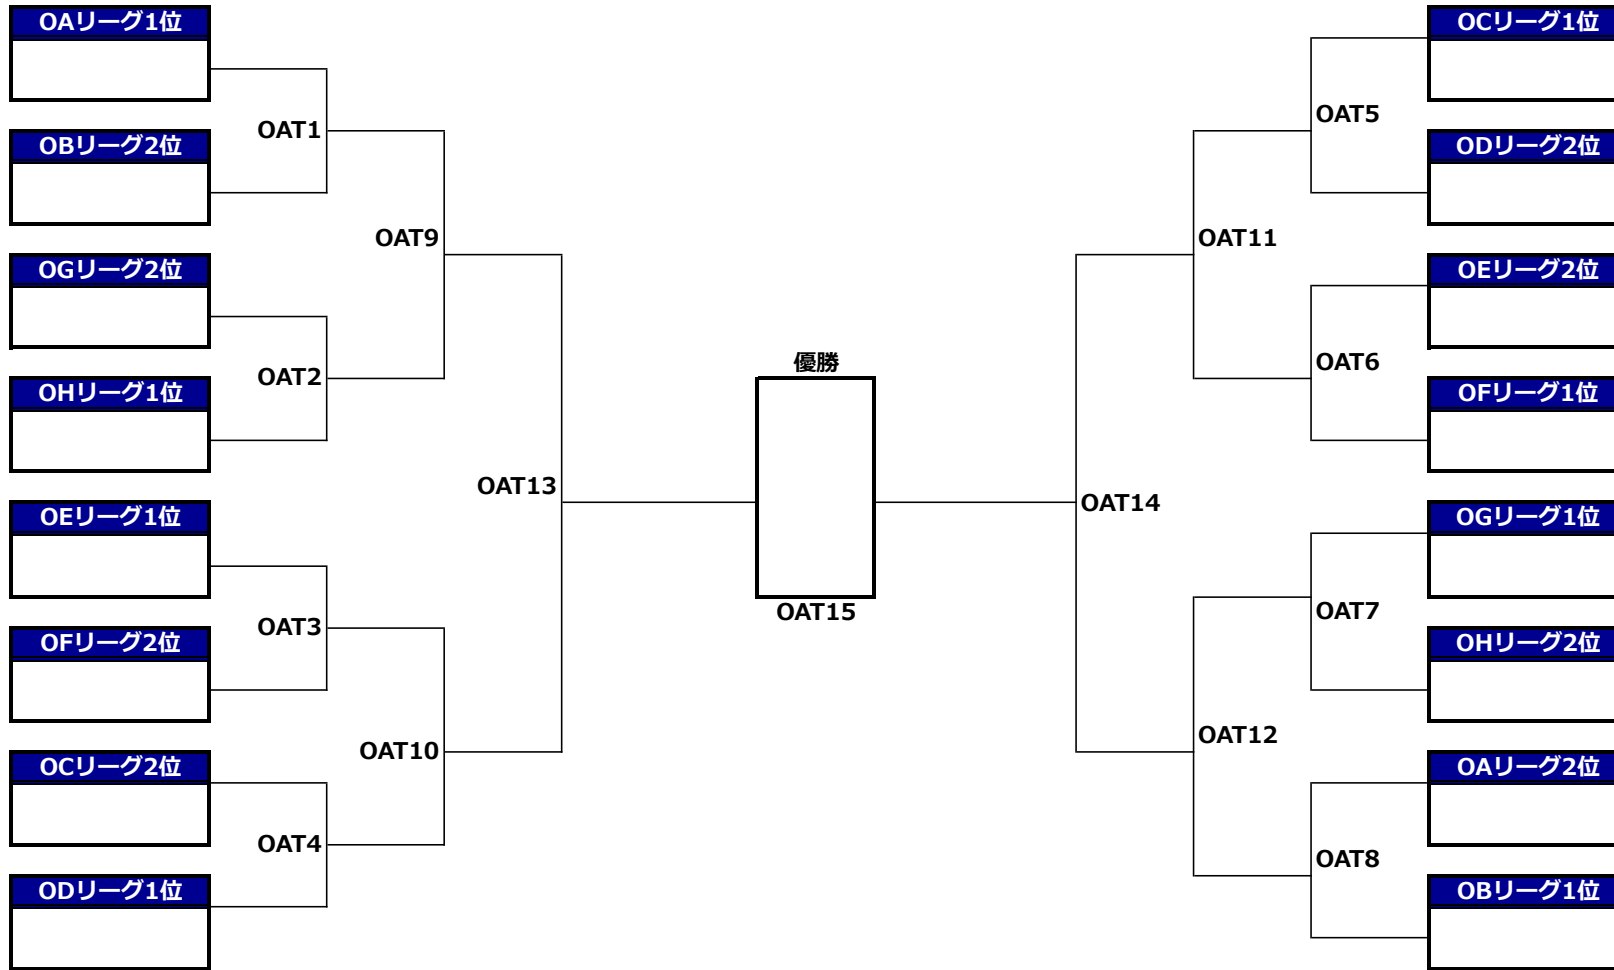 OAリーグ1位
OBリーグ2位
OGリーグ2位
OHリーグ1位
OEリーグ1位
OFリーグ2位
OCリーグ2位
ODリーグ1位
OAT1
OAT2
OAT3
OAT4
OAT9
OAT10
OAT13
優勝
OAT15
OAT14
OAT11
OAT12
OAT5
OAT6
OAT7
OAT8
OCリーグ1位
ODリーグ2位
OEリーグ2位
OFリーグ1位
OGリーグ1位
OHリーグ2位
OAリーグ2位
OBリーグ1位